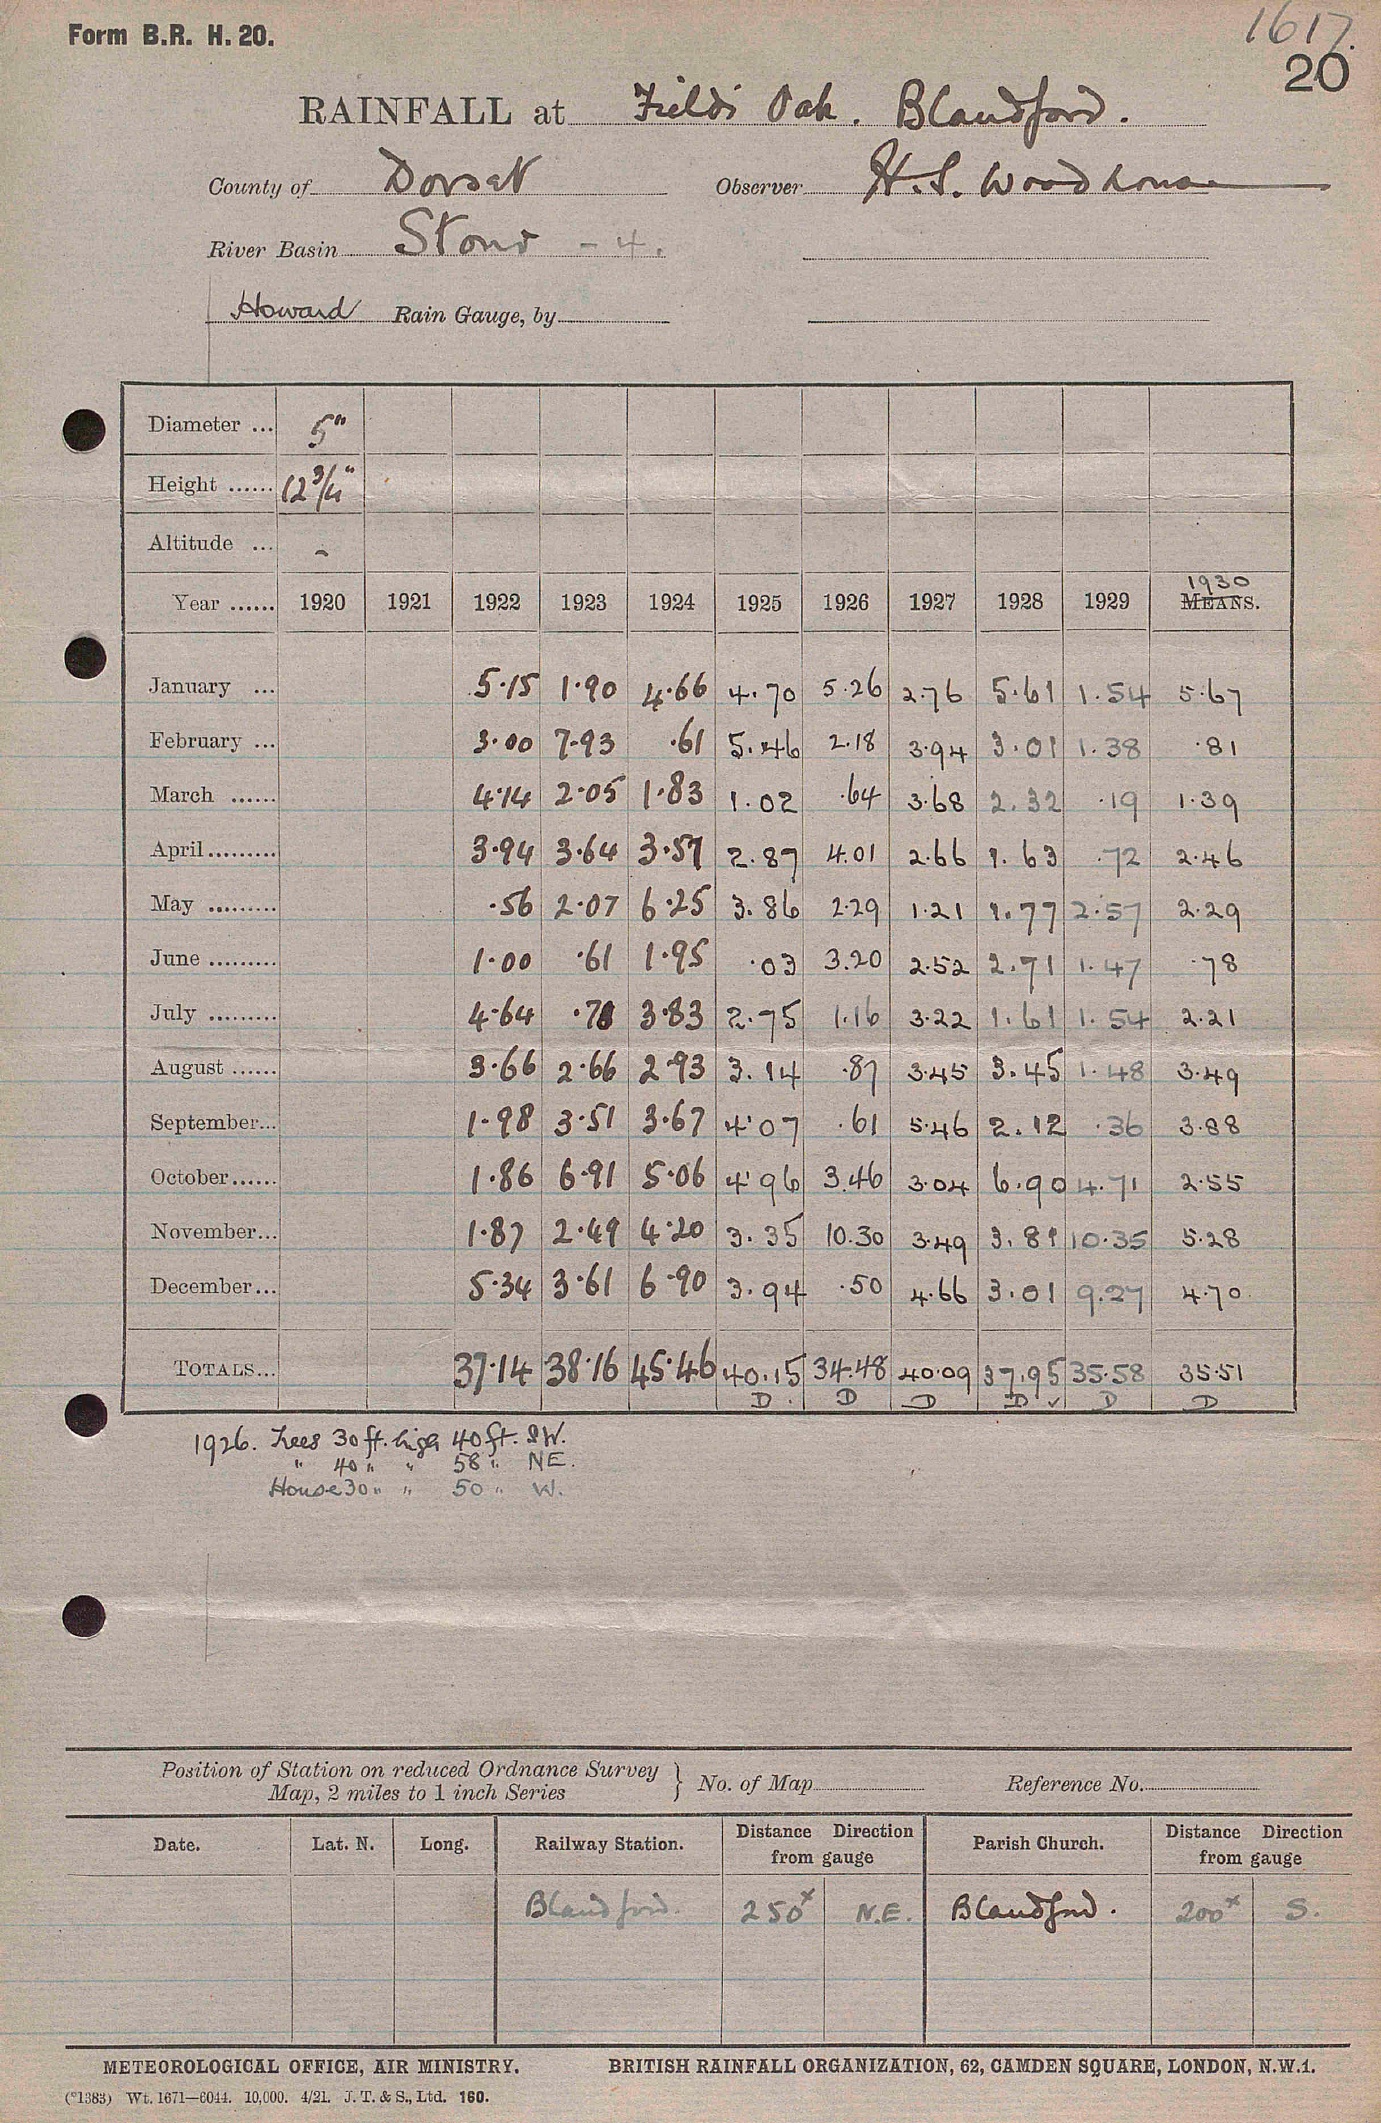 Form B.R. H. 20.
1617.
20
RAINFALL at Fields Oak. Blandford.
County of Dorset Observer H.S. Woodhouse
River Basin Stour - 4.
Howard Rain Gauge, by
Diameter ... 5"
Height ...... 12 3/4"
Altitude ... -
1930
Year ...... 1920 1921 1922 1923 1924 1925 1926 1927 1928 1929 MEANS.
January ... 5.15 1.90 4.66 4.70 5.26 2.76 5.61 1.54 5.67
February ... 3.00 7.93 .61 5.46 2.18 3.94 3.01 1.38 .81
March ...... 4.14 2.05 1.83 1.02 .64 3.68 2.32 .19 1.39
April......... 3.94 3.64 3.57 2.87 4.01 2.66 1.63 .72 2.46
May ......... .56 2.07 6.25 3.86 2.29 1.21 1.77 2.57 2.29
June ......... 1.00 .61 1.95 .03 3.20 2.52 2.71 1.47 .78
July ......... 4.64 .78 3.83 2.75 1.16 3.22 1.61 1.54 2.21
August ...... 3.66 2.66 2.93 3.14 .87 3.45 3.45 1.48 3.49
September... 1.98 3.51 3.67 4.07 .61 5.46 2.12 .36 3.88
October...... 1.86 6.91 5.06 4.96 3.46 3.04 6.90 4.71 2.55
November... 1.87 2.49 4.20 3.35 10.30 3.49 3.81 10.35 5.28
December... 5.34 3.61 6.90 3.94 .50 4.66 3.01 9.27 4.70
TOTALS... 37.14 38.16 45.46 40.15 34.48 40.09 37.95 35.58 35.51
D. D D D ✓ D D
1926. Trees 30 ft. high 40 ft. SW.
" 40 " " 58 " NE.
House 30 " " 50 " W.
Position of Station on reduced Ordnance Survey
Map, 2 miles to 1 inch Series } No. of Map Reference No.
Date. Lat. N. Long. Railway Station. Distance Direction from gauge Parish Church. Distance Direction from gauge
Blandford. 250x N.E. Blandford. 200x S.
METEOROLOGICAL OFFICE, AIR MINISTRY. BRITISH RAINFALL ORGANIZATION, 62, CAMDEN SQUARE, LONDON, N.W.1.
(*1383) Wt. 1671—6044. 10,000. 4/21. J. T. & S., Ltd. 160.